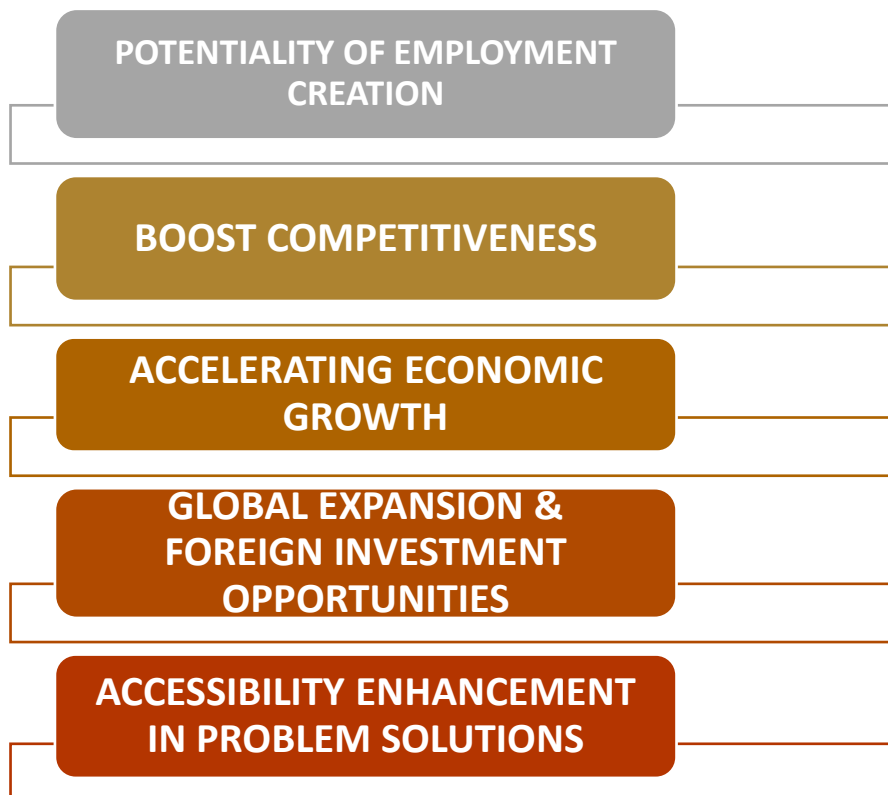 POTENTIALITY OF EMPLOYMENT
CREATION
BOOST COMPETITIVENESS
ACCELERATING ECONOMIC
GROWTH
GLOBAL EXPANSION &
FOREIGN INVESTMENT
OPPORTUNITIES
ACCESSIBILITY ENHANCEMENT
IN PROBLEM SOLUTIONS